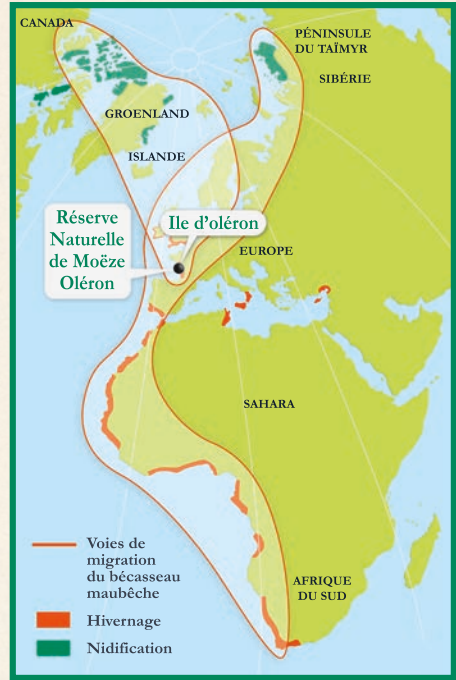 CANADA
PÉNINSULE
DU TAÏMYR
SIBÉRIE
GROENLAND
ISLANDE
Réserve
Naturelle
de Moëze
Oléron
Ile d'oléron
EUROPE
SAHARA
AFRIQUE
DU SUD
Voies de
migration
du bécasseau
maubêche
Hivernage
Nidification